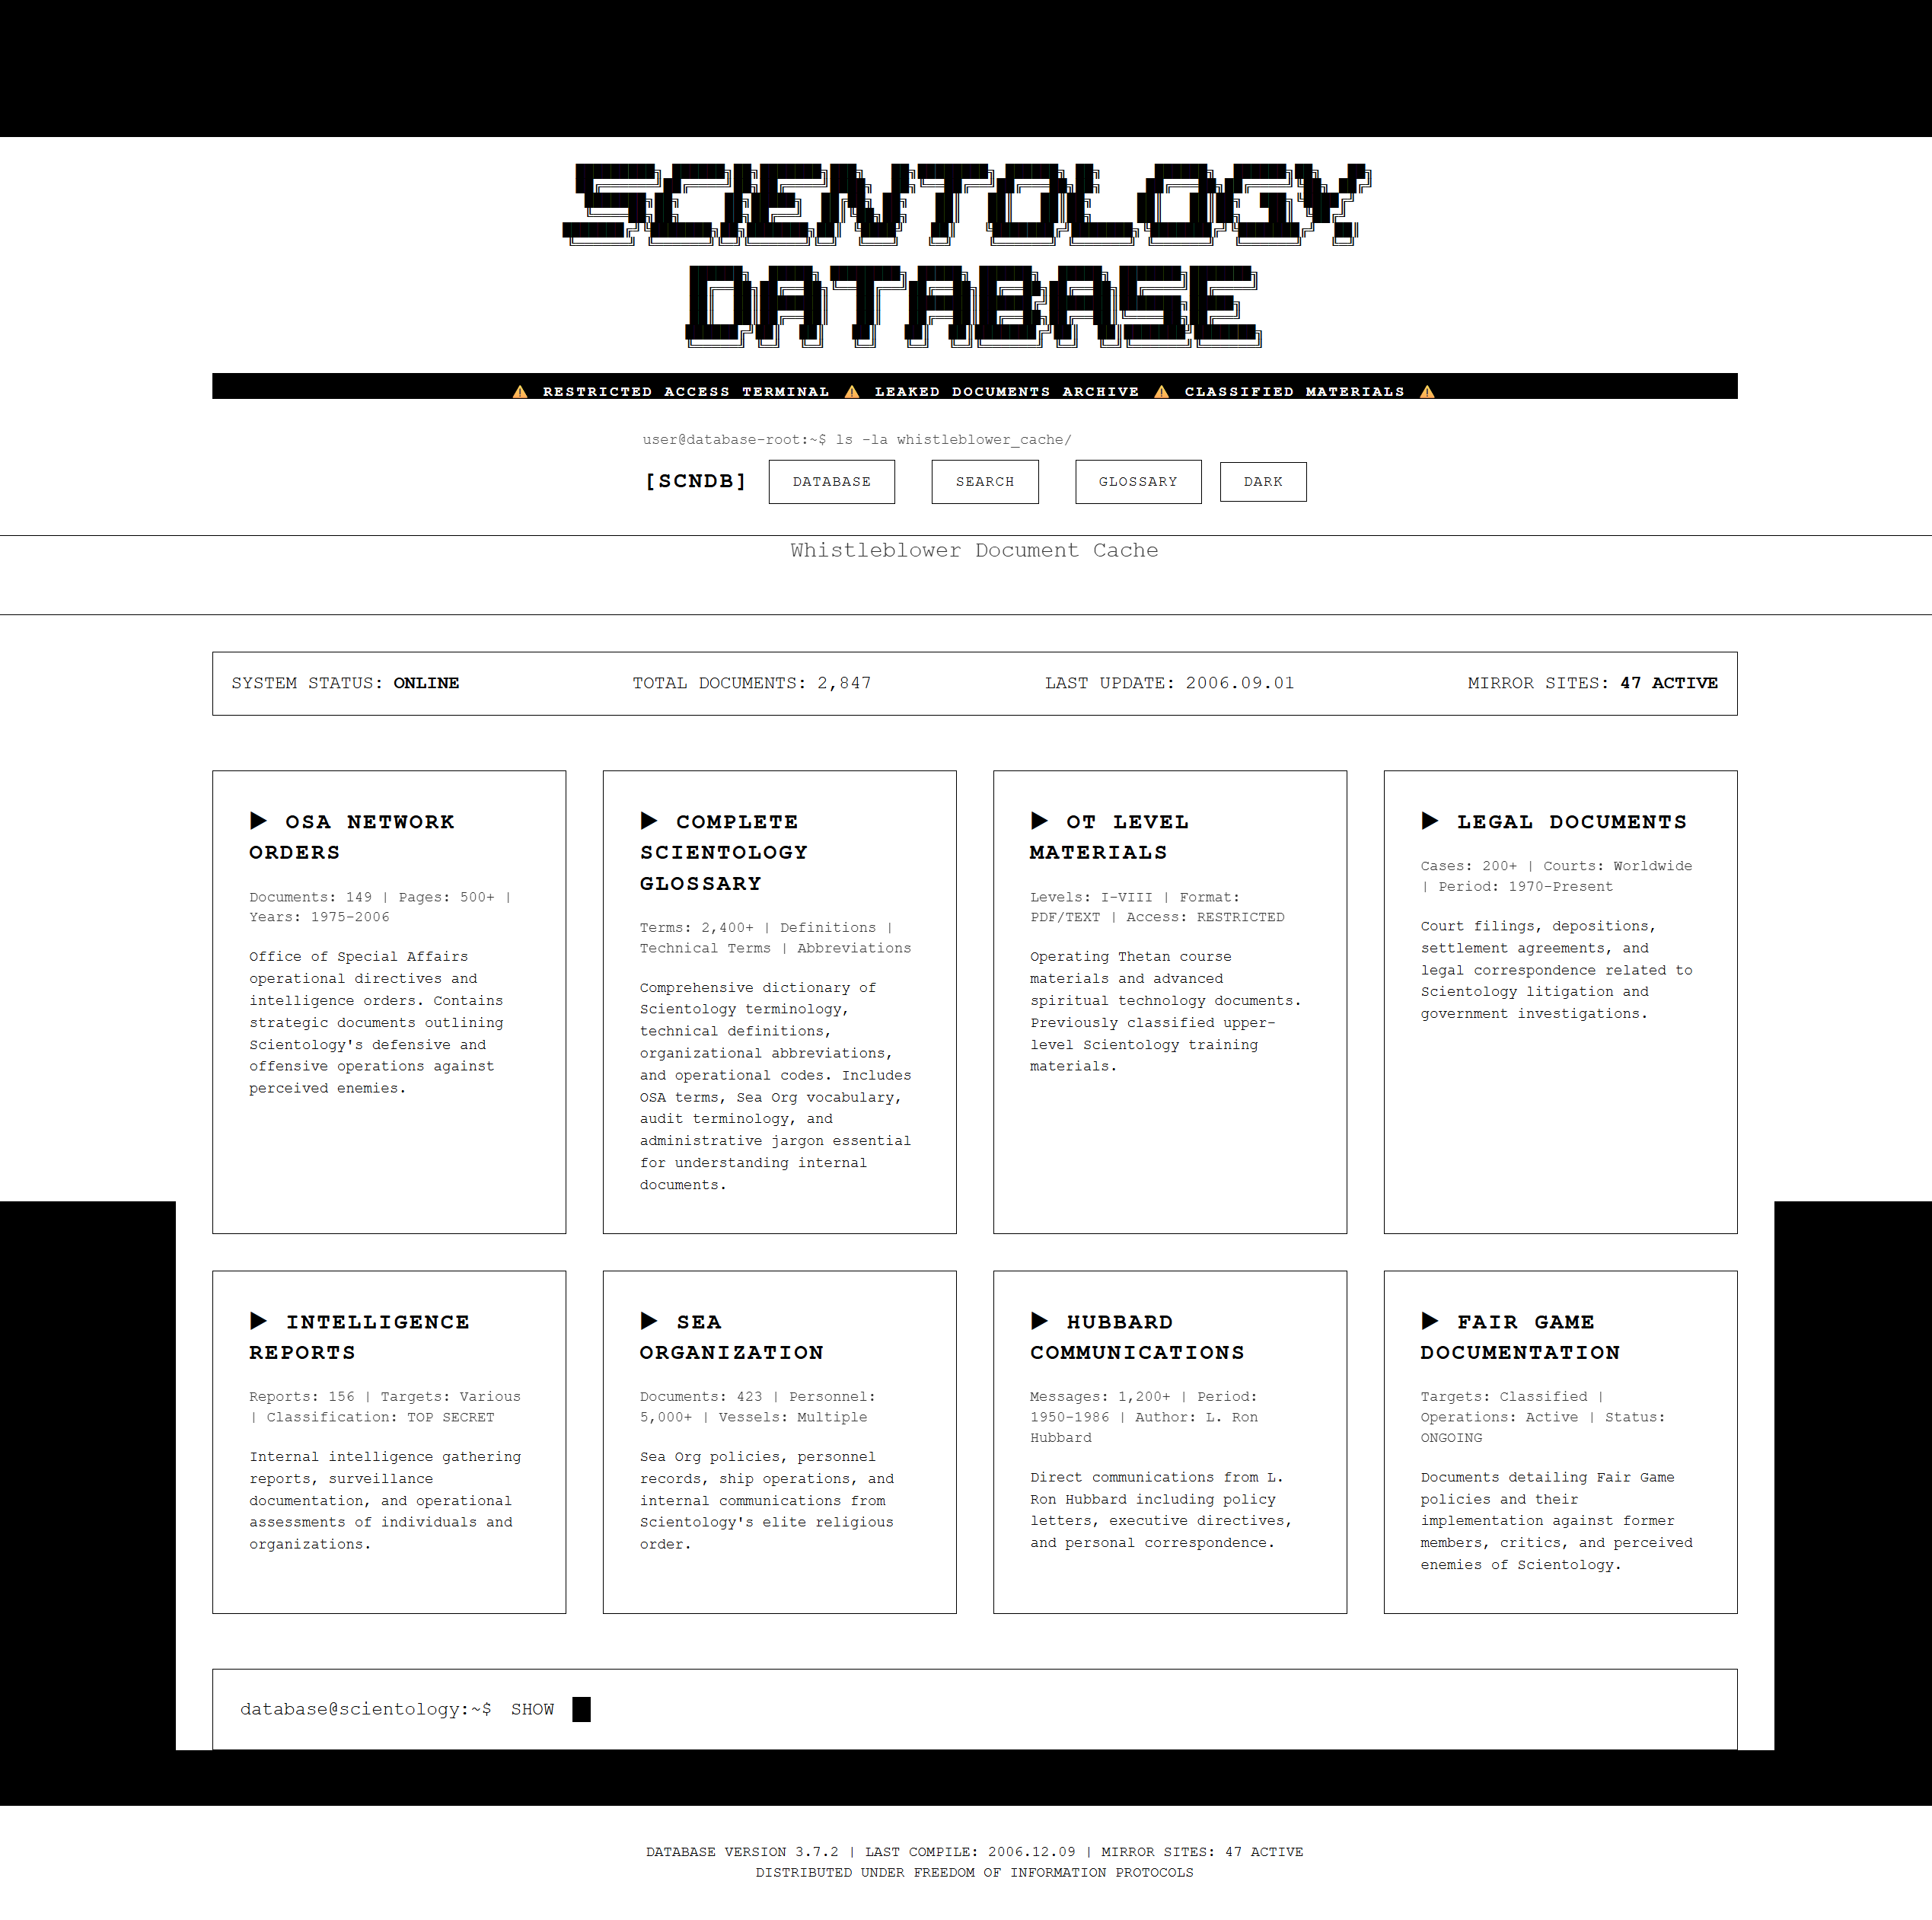 ⚠ RESTRICTED ACCESS TERMINAL ⚠ LEAKED DOCUMENTS ARCHIVE ⚠ CLASSIFIED MATERIALS ⚠
user@database-root:~$ ls -la whistleblower_cache/
[SCNDB] DATABASE SEARCH GLOSSARY DARK
Whistleblower Document Cache
SYSTEM STATUS: ONLINE TOTAL DOCUMENTS: 2,847 LAST UPDATE: 2006.09.01 MIRROR SITES: 47 ACTIVE
▶ OSA NETWORK
ORDERS
Documents: 149 | Pages: 500+ |
Years: 1975-2006
Office of Special Affairs
operational directives and
intelligence orders. Contains
strategic documents outlining
Scientology's defensive and
offensive operations against
perceived enemies.
▶ COMPLETE
SCIENTOLOGY
GLOSSARY
Terms: 2,400+ | Definitions |
Technical Terms | Abbreviations
Comprehensive dictionary of
Scientology terminology,
technical definitions,
organizational abbreviations,
and operational codes. Includes
OSA terms, Sea Org vocabulary,
audit terminology, and
administrative jargon essential
for understanding internal
documents.
▶ OT LEVEL
MATERIALS
Levels: I-VIII | Format:
PDF/TEXT | Access: RESTRICTED
Operating Thetan course
materials and advanced
spiritual technology documents.
Previously classified upper-
level Scientology training
materials.
▶ LEGAL DOCUMENTS
Cases: 200+ | Courts: Worldwide
| Period: 1970-Present
Court filings, depositions,
settlement agreements, and
legal correspondence related to
Scientology litigation and
government investigations.
▶ INTELLIGENCE
REPORTS
Reports: 156 | Targets: Various
| Classification: TOP SECRET
Internal intelligence gathering
reports, surveillance
documentation, and operational
assessments of individuals and
organizations.
▶ SEA
ORGANIZATION
Documents: 423 | Personnel:
5,000+ | Vessels: Multiple
Sea Org policies, personnel
records, ship operations, and
internal communications from
Scientology's elite religious
order.
▶ HUBBARD
COMMUNICATIONS
Messages: 1,200+ | Period:
1950-1986 | Author: L. Ron
Hubbard
Direct communications from L.
Ron Hubbard including policy
letters, executive directives,
and personal correspondence.
▶ FAIR GAME
DOCUMENTATION
Targets: Classified |
Operations: Active | Status:
ONGOING
Documents detailing Fair Game
policies and their
implementation against former
members, critics, and perceived
enemies of Scientology.
database@scientology:~$ SHOW
DATABASE VERSION 3.7.2 | LAST COMPILE: 2006.12.09 | MIRROR SITES: 47 ACTIVE
DISTRIBUTED UNDER FREEDOM OF INFORMATION PROTOCOLS